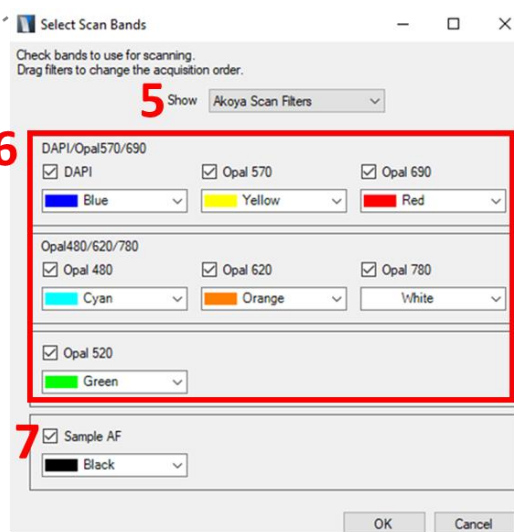 Select Scan Bands
Check bands to use for scanning.
Drag filters to change the acquisition order.
5 Show Akoya Scan Filters
6
DAPI/Opal570/690
DAPI Opal 570 Opal 690
Blue Yellow Red
Opal480/620/780
Opal 480 Opal 620 Opal 780
Cyan Orange White
Opal 520
Green
7 Sample AF
Black
OK Cancel